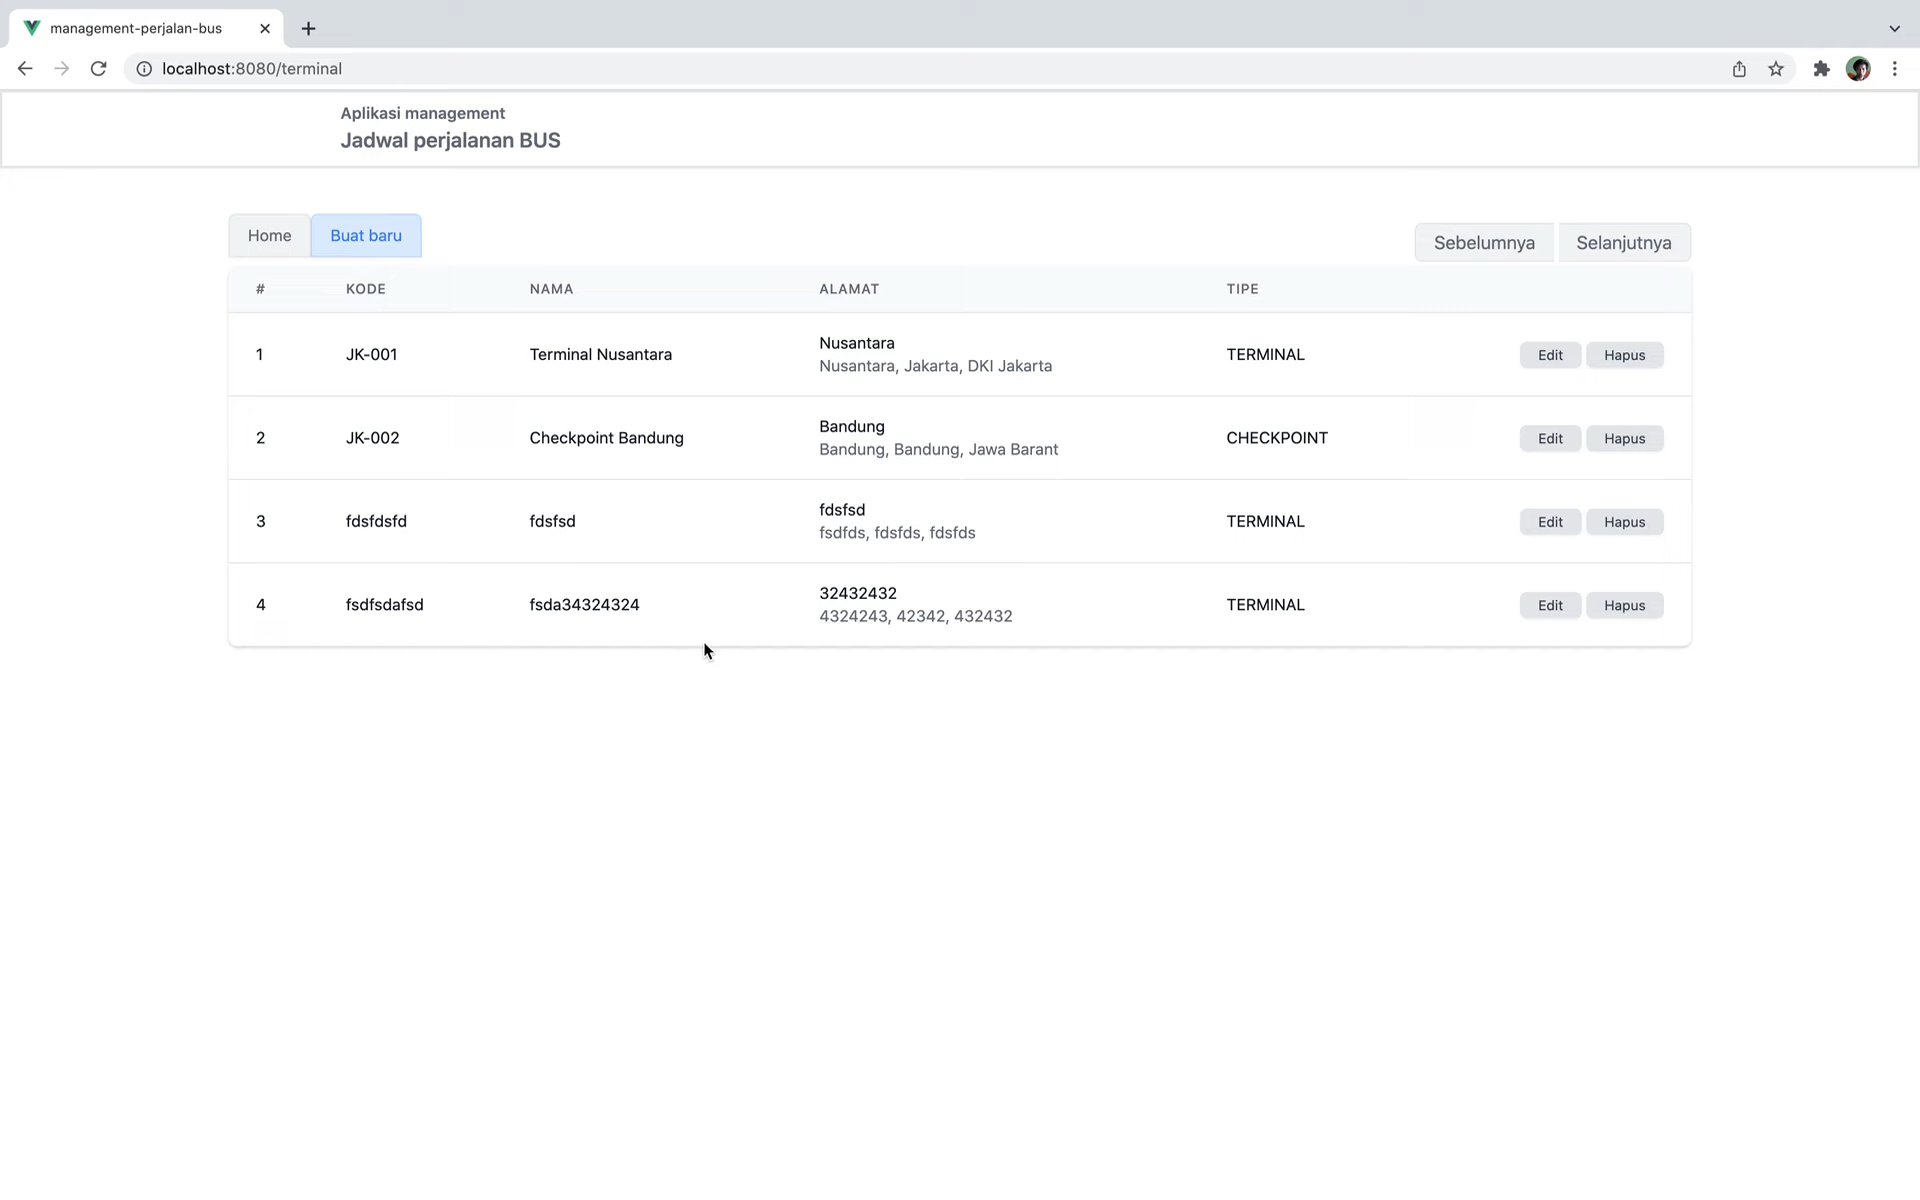 management-perjalan-bus
localhost:8080/terminal
Aplikasi management
Jadwal perjalanan BUS
Home Buat baru
Sebelumnya Selanjutnya
# KODE NAMA ALAMAT TIPE
1 JK-001 Terminal Nusantara Nusantara TERMINAL Edit Hapus
Nusantara, Jakarta, DKI Jakarta
2 JK-002 Checkpoint Bandung Bandung CHECKPOINT Edit Hapus
Bandung, Bandung, Jawa Barant
3 fdsfdsfd fdsfsd fdsfsd TERMINAL Edit Hapus
fsdfds, fdsfds, fdsfds
4 fsdfsdafsd fsda34324324 32432432 TERMINAL Edit Hapus
4324243, 42342, 432432